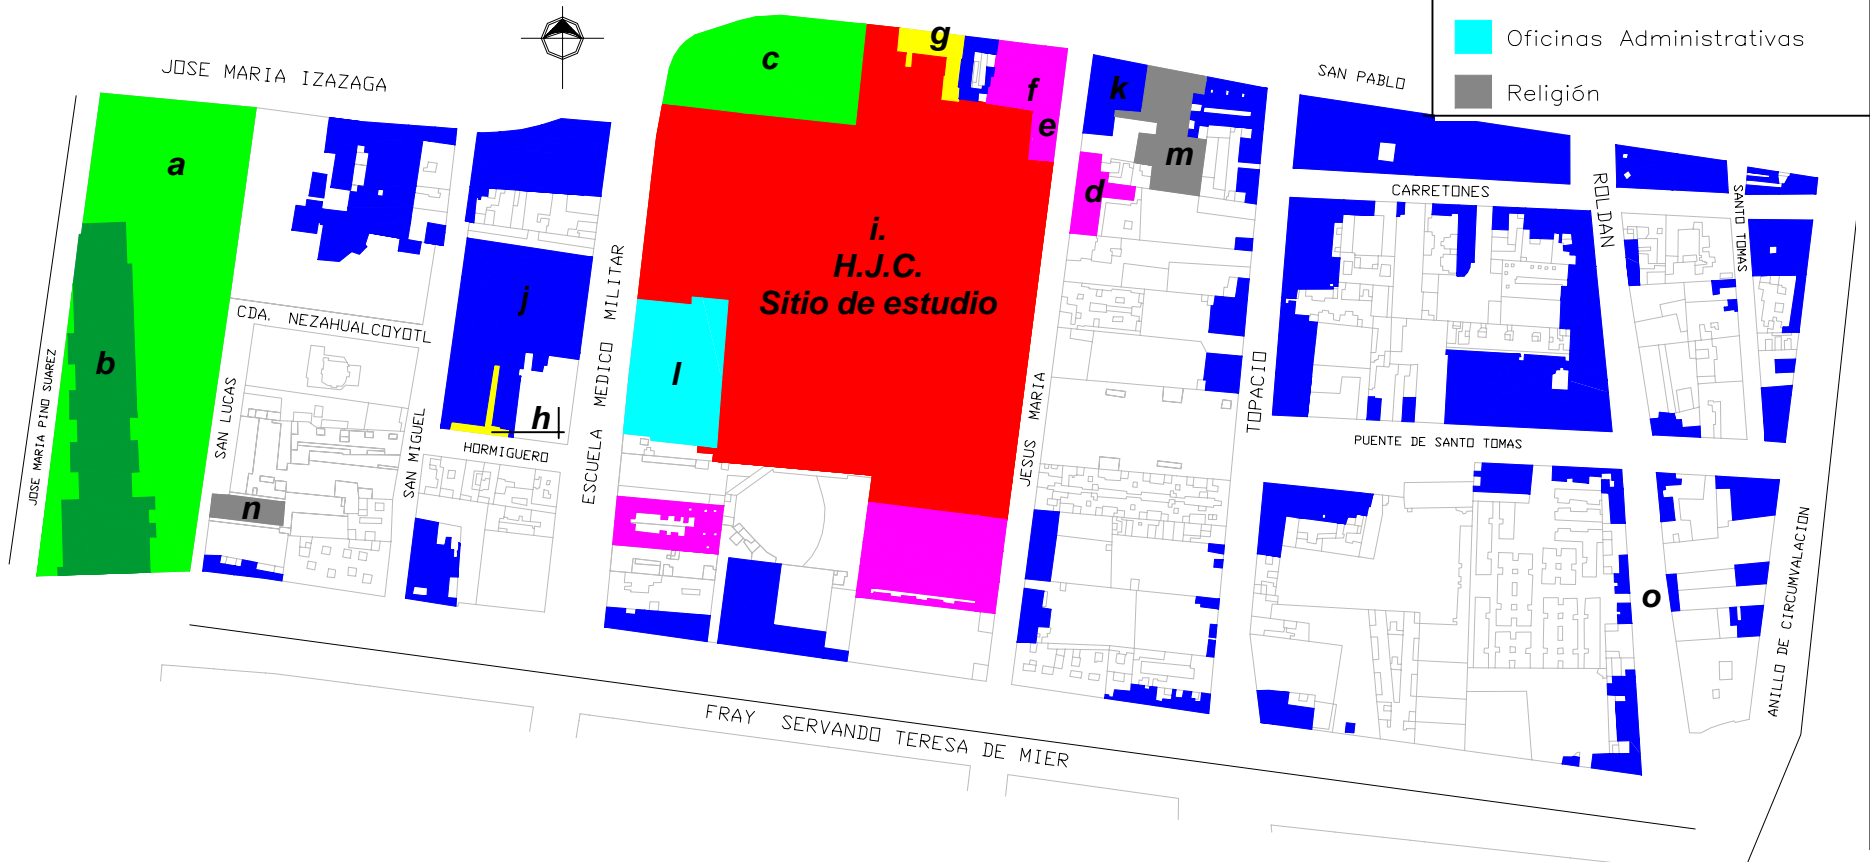 Oficinas Administrativas
Religión
JOSE MARIA IZAZAGA
SAN PABLO
CARRETONES
ROLDAN
SANTO TOMAS
a
b
c
g
f
e
k
m
d
i.
H.J.C.
Sitio de estudio
j
l
h
n
o
CDA. NEZAHUALCOYOTL
HORMIGUERO
PUENTE DE SANTO TOMAS
JOSE MARIA PINO SUAREZ
SAN LUCAS
SAN MIGUEL
ESCUELA MEDICO MILITAR
JESUS MARIA
TOPACIO
ANILLO DE CIRCUMVALACION
FRAY SERVANDO TERESA DE MIER